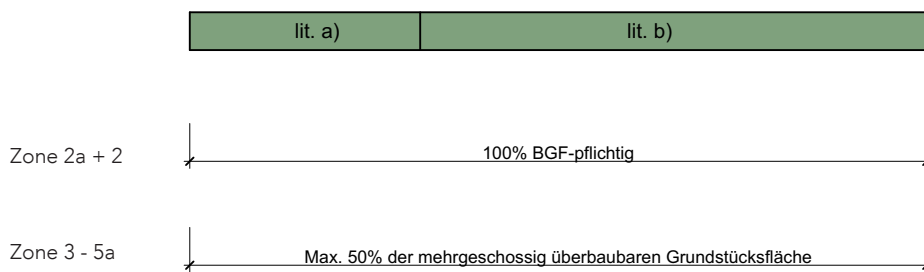 lit. a) lit. b)
Zone 2a + 2 100% BGF-pflichtig
Zone 3 - 5a Max. 50% der mehrgeschossig überbaubaren Grundstücksfläche